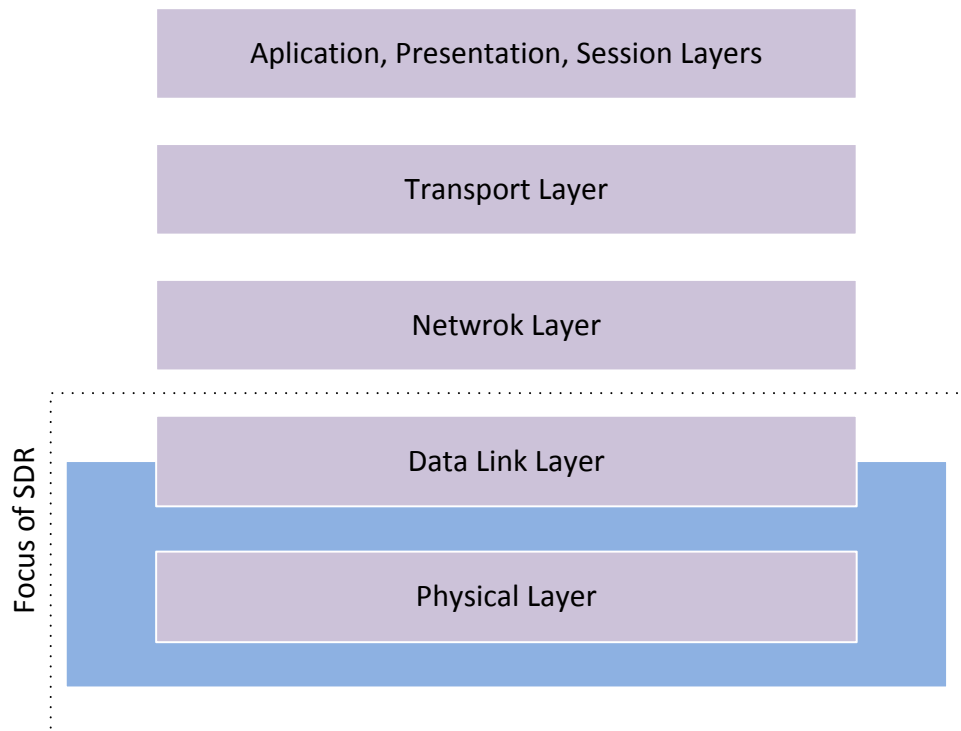 Aplication, Presentation, Session Layers
Transport Layer
Netwrok Layer
Data Link Layer
Physical Layer
Focus of SDR